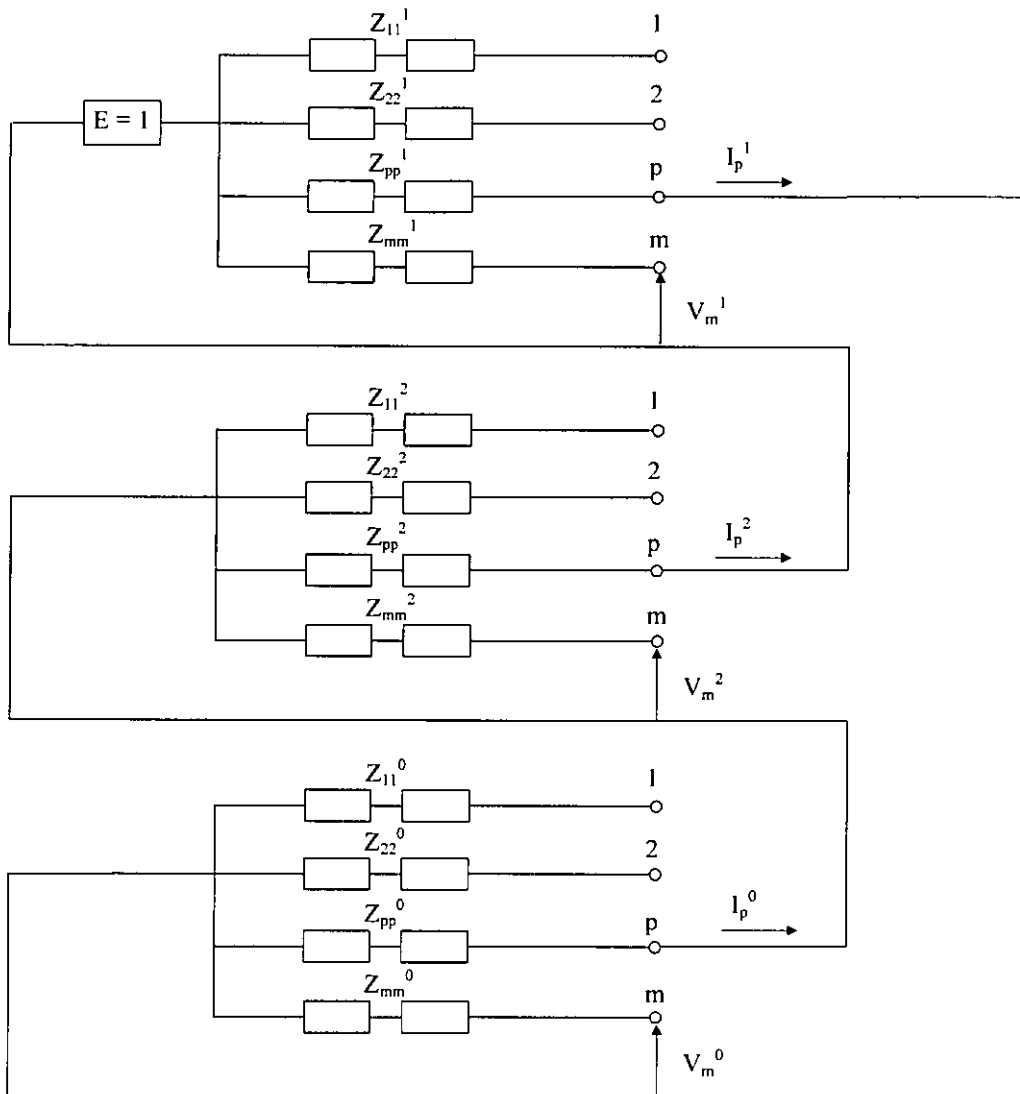 Z₁₁¹
1
Z₂₂¹
2
E = 1
Zₚₚ¹
p
Iₚ¹
Zₘₘ¹
m
Vₘ¹
Z₁₁²
1
Z₂₂²
2
Zₚₚ²
p
Iₚ²
Zₘₘ²
m
Vₘ²
Z₁₁⁰
1
Z₂₂⁰
2
Zₚₚ⁰
p
Iₚ⁰
Zₘₘ⁰
m
Vₘ⁰